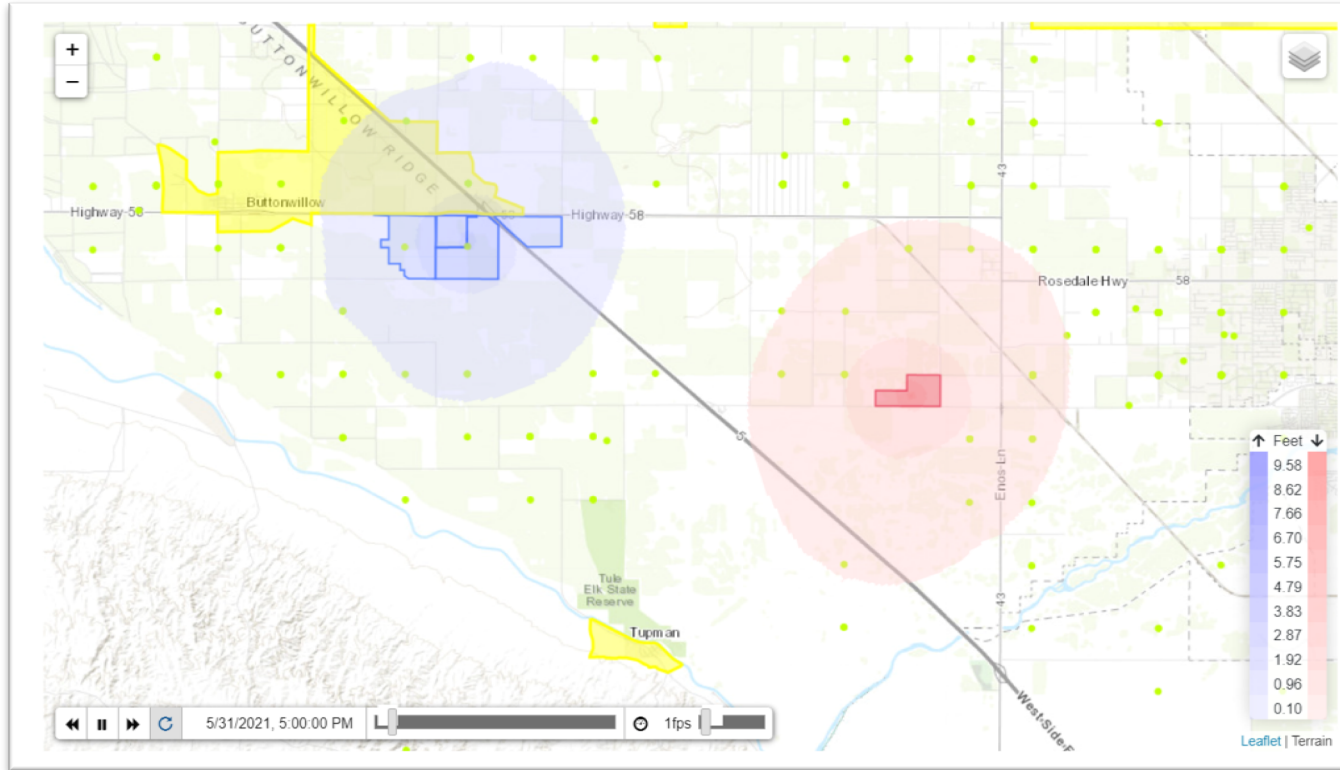 +
−
BUTTONWILLOW RIDGE
43
Highway-58
Buttonwillow
58
Highway-58
Rosedale Hwy
58
5
Enos-Ln
↑ Feet ↓
9.58
8.62
7.66
6.70
5.75
4.79
3.83
2.87
1.92
0.96
0.10
Tule
Elk State
Reserve
43
Tupman
5/31/2021, 5:00:00 PM
1fps
Leaflet | Terrain